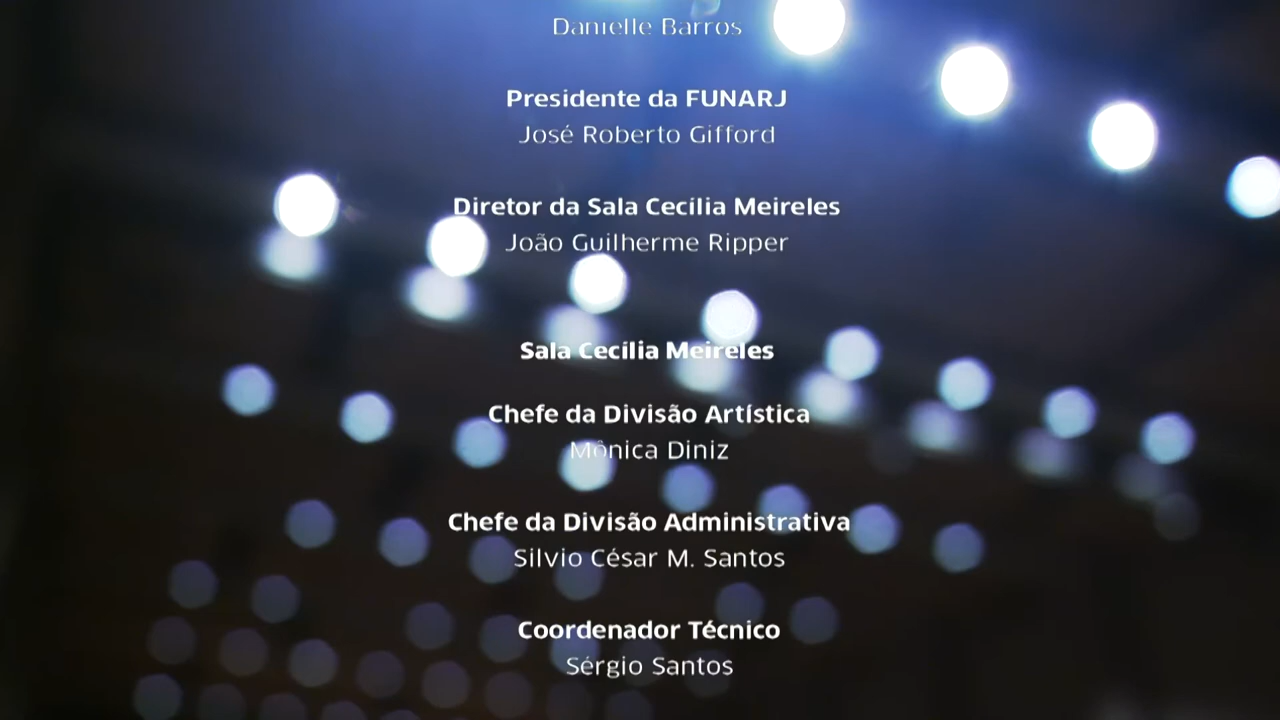 Danielle Barros
Presidente da FUNARJ
José Roberto Gifford
Diretor da Sala Cecília Meireles
João Guilherme Ripper
Sala Cecília Meireles
Chefe da Divisão Artística
Mônica Diniz
Chefe da Divisão Administrativa
Silvio César M. Santos
Coordenador Técnico
Sérgio Santos